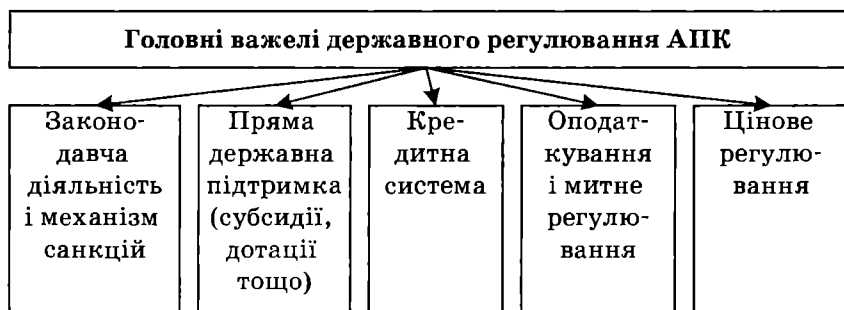 Головні важелі державного регулювання АПК
Законо-
давча
діяльність
і механізм
санкцій
Пряма
державна
підтримка
(субсидії,
дотації
тощо)
Кре-
дитна
система
Оподат-
кування
і митне
регулю-
вання
Цінове
регулю-
вання